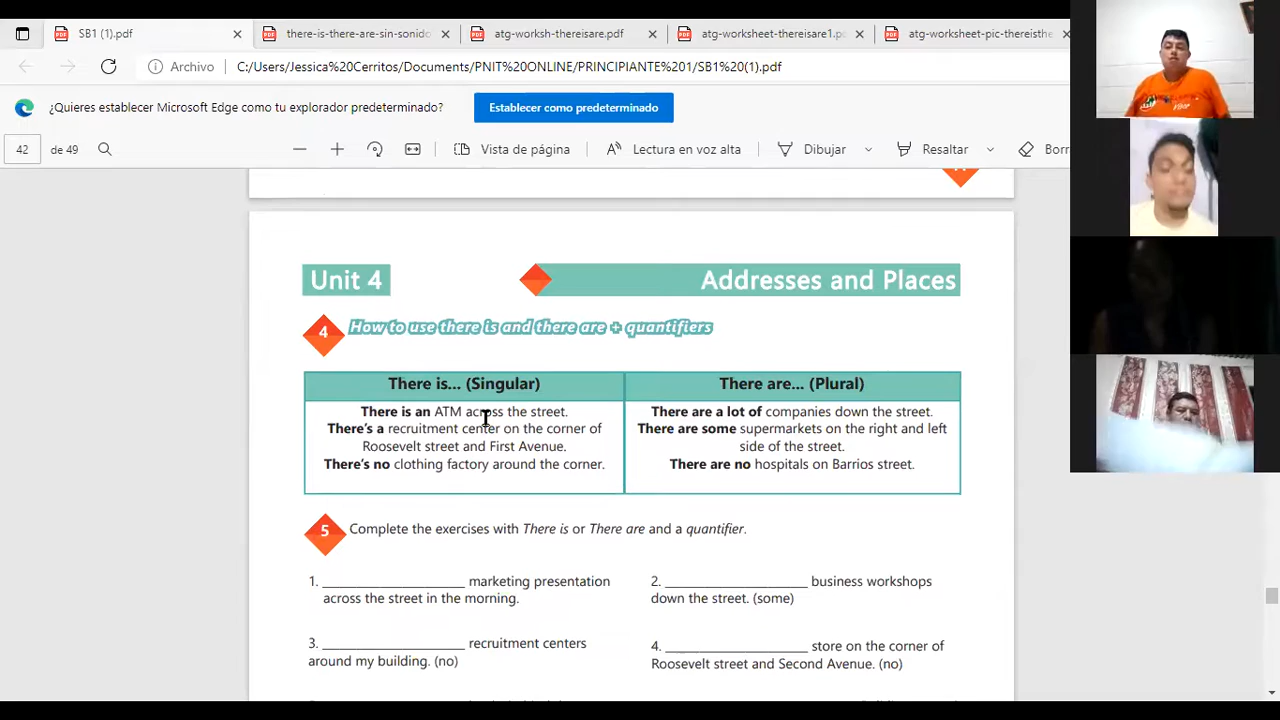 SB1 (1).pdf
there-is-there-are-sin-sonido
atg-worksh-thereisare.pdf
atg-worksheet-thereisare1.p
atg-worksheet-pic-thereisthe
Archivo
C:/Users/Jessica%20Cerritos/Documents/PNIT%20ONLINE/PRINCIPIANTE%201/SB1%20(1).pdf
¿Quieres establecer Microsoft Edge como tu explorador predeterminado?
Establecer como predeterminado
42
de 49
Vista de página
Lectura en voz alta
Dibujar
Resaltar
Borr
Unit 4
Addresses and Places
4 How to use there is and there are + quantifiers
There is... (Singular)
There are... (Plural)
There is an ATM across the street.
There's a recruitment center on the corner of
Roosevelt street and First Avenue.
There's no clothing factory around the corner.
There are a lot of companies down the street.
There are some supermarkets on the right and left
side of the street.
There are no hospitals on Barrios street.
5 Complete the exercises with There is or There are and a quantifier.
1. ______________________ marketing presentation
across the street in the morning.
2. ______________________ business workshops
down the street. (some)
3. ______________________ recruitment centers
around my building. (no)
4. ______________________ store on the corner of
Roosevelt street and Second Avenue. (no)